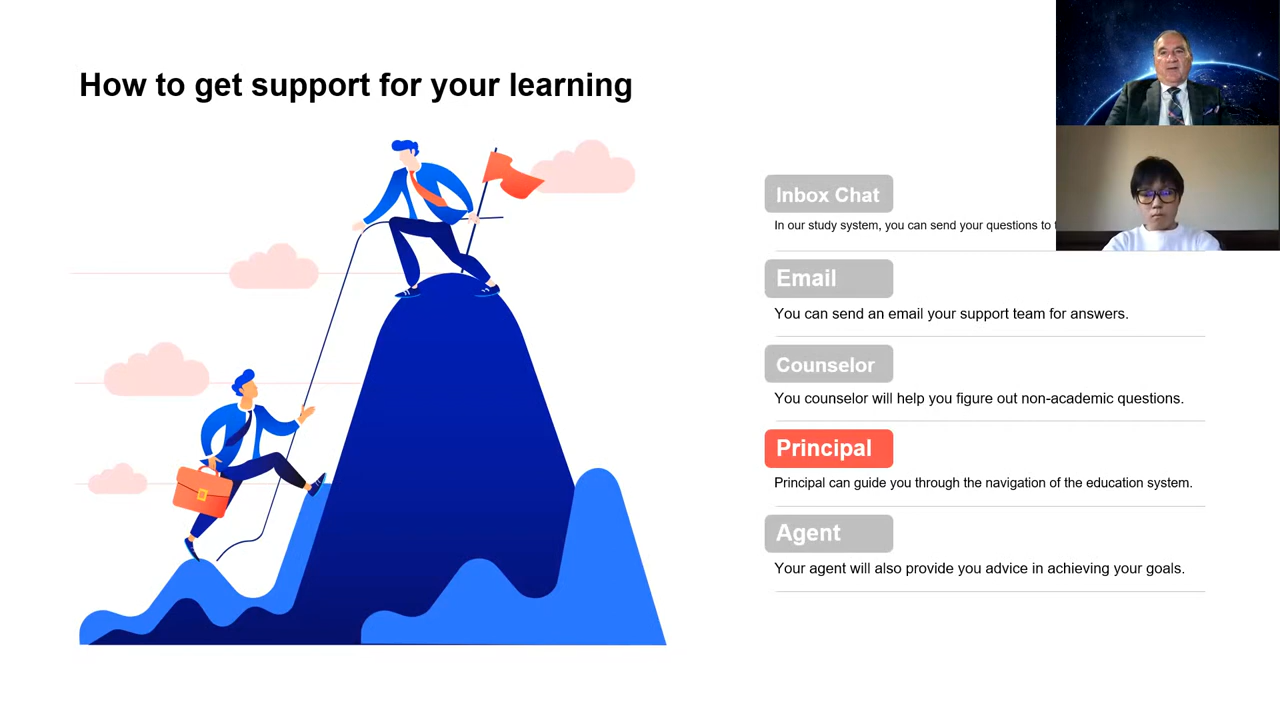 How to get support for your learning
Inbox Chat
In our study system, you can send your questions to
Email
You can send an email your support team for answers.
Counselor
You counselor will help you figure out non-academic questions.
Principal
Principal can guide you through the navigation of the education system.
Agent
Your agent will also provide you advice in achieving your goals.